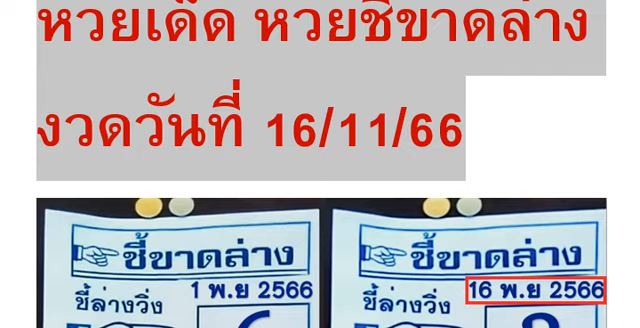 หวยเด็ด หวยชี้ขาดล่าง
งวดวันที่ 16/11/66
ชี้ขาดล่าง
1 พ.ย 2566
ชี้ล่างวิ่ง
ชี้ขาดล่าง
16 พ.ย 2566
ชี้ล่างวิ่ง